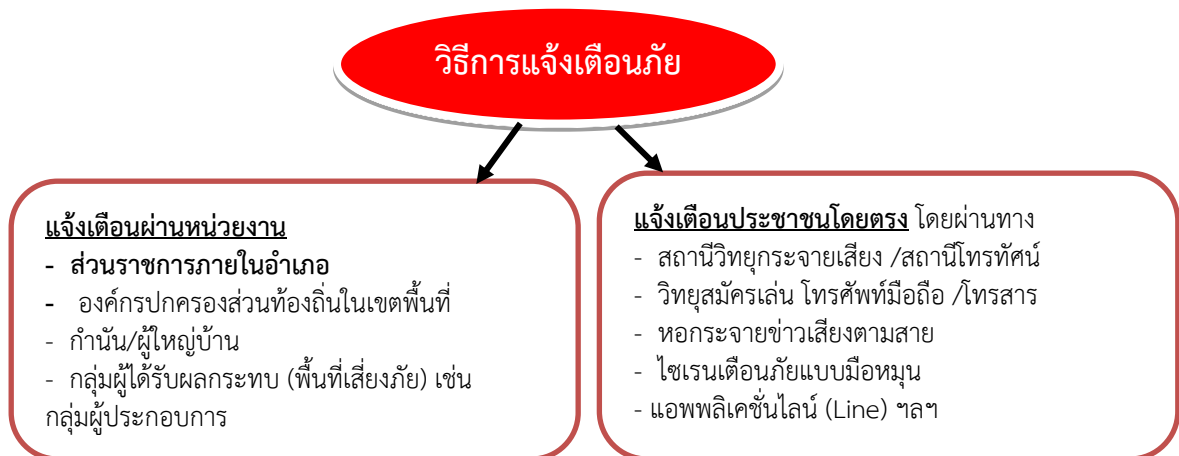 วิธีการแจ้งเตือนภัย
แจ้งเตือนผ่านหน่วยงาน
- ส่วนราชการภายในอำเภอ
- องค์กรปกครองส่วนท้องถิ่นในเขตพื้นที่
- กำนัน/ผู้ใหญ่บ้าน
- กลุ่มผู้ได้รับผลกระทบ (พื้นที่เสี่ยงภัย) เช่น
กลุ่มผู้ประกอบการ
แจ้งเตือนประชาชนโดยตรง โดยผ่านทาง
- สถานีวิทยุกระจายเสียง /สถานีโทรทัศน์
- วิทยุสมัครเล่น โทรศัพท์มือถือ /โทรสาร
- หอกระจายข่าวเสียงตามสาย
- ไซเรนเตือนภัยแบบมือหมุน
- แอพพลิเคชั่นไลน์ (Line) ฯลฯ